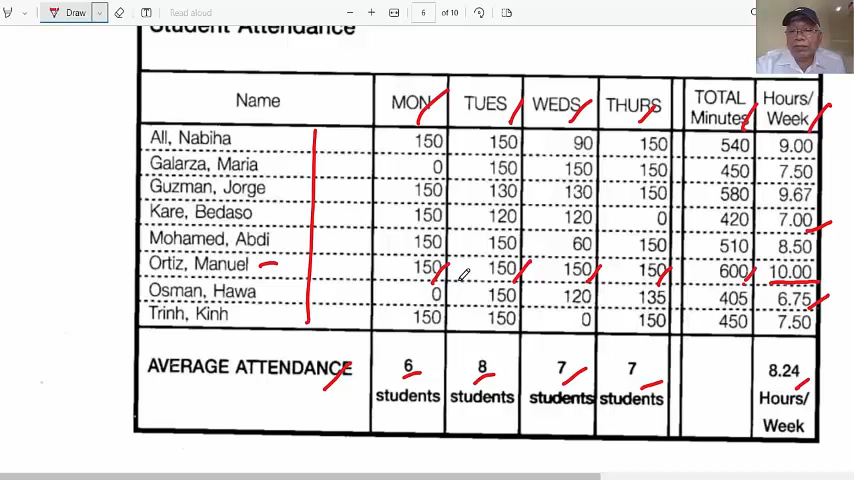 Draw
Read aloud
6 of 10
Student Attendance
Name MON TUES WEDS THURS TOTAL Minutes Hours/ Week
All, Nabiha 150 150 90 150 540 9.00
Galarza, Maria 0 150 150 150 450 7.50
Guzman, Jorge 150 130 130 150 580 9.67
Kare, Bedaso 150 120 120 0 420 7.00
Mohamed, Abdi 150 150 60 150 510 8.50
Ortiz, Manuel 150 150 150 150 600 10.00
Osman, Hawa 0 150 120 135 405 6.75
Trinh, Kinh 150 150 0 150 450 7.50
AVERAGE ATTENDANCE 6 8 7 7 8.24
students students students students Hours/
Week